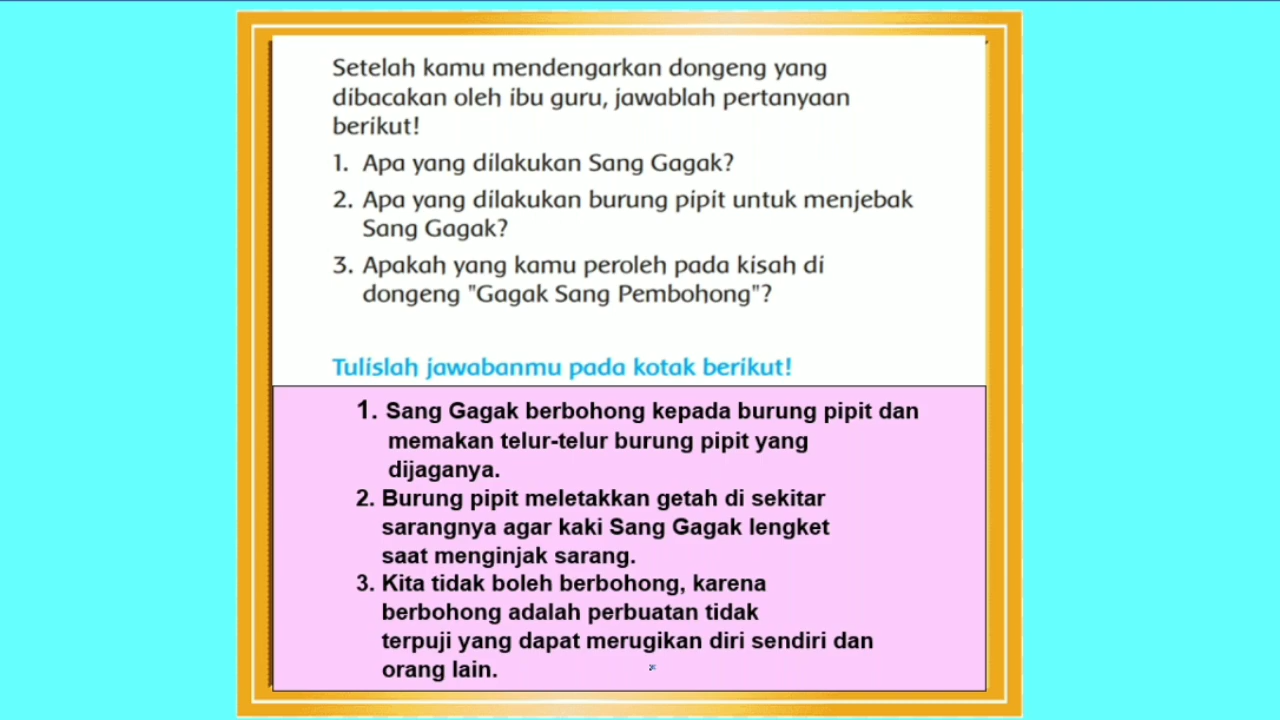 Setelah kamu mendengarkan dongeng yang
dibacakan oleh ibu guru, jawablah pertanyaan
berikut!
1. Apa yang dilakukan Sang Gagak?
2. Apa yang dilakukan burung pipit untuk menjebak
Sang Gagak?
3. Apakah yang kamu peroleh pada kisah di
dongeng "Gagak Sang Pembohong"?
Tulislah jawabanmu pada kotak berikut!
1. Sang Gagak berbohong kepada burung pipit dan
memakan telur-telur burung pipit yang
dijaganya.
2. Burung pipit meletakkan getah di sekitar
sarangnya agar kaki Sang Gagak lengket
saat menginjak sarang.
3. Kita tidak boleh berbohong, karena
berbohong adalah perbuatan tidak
terpuji yang dapat merugikan diri sendiri dan
orang lain.